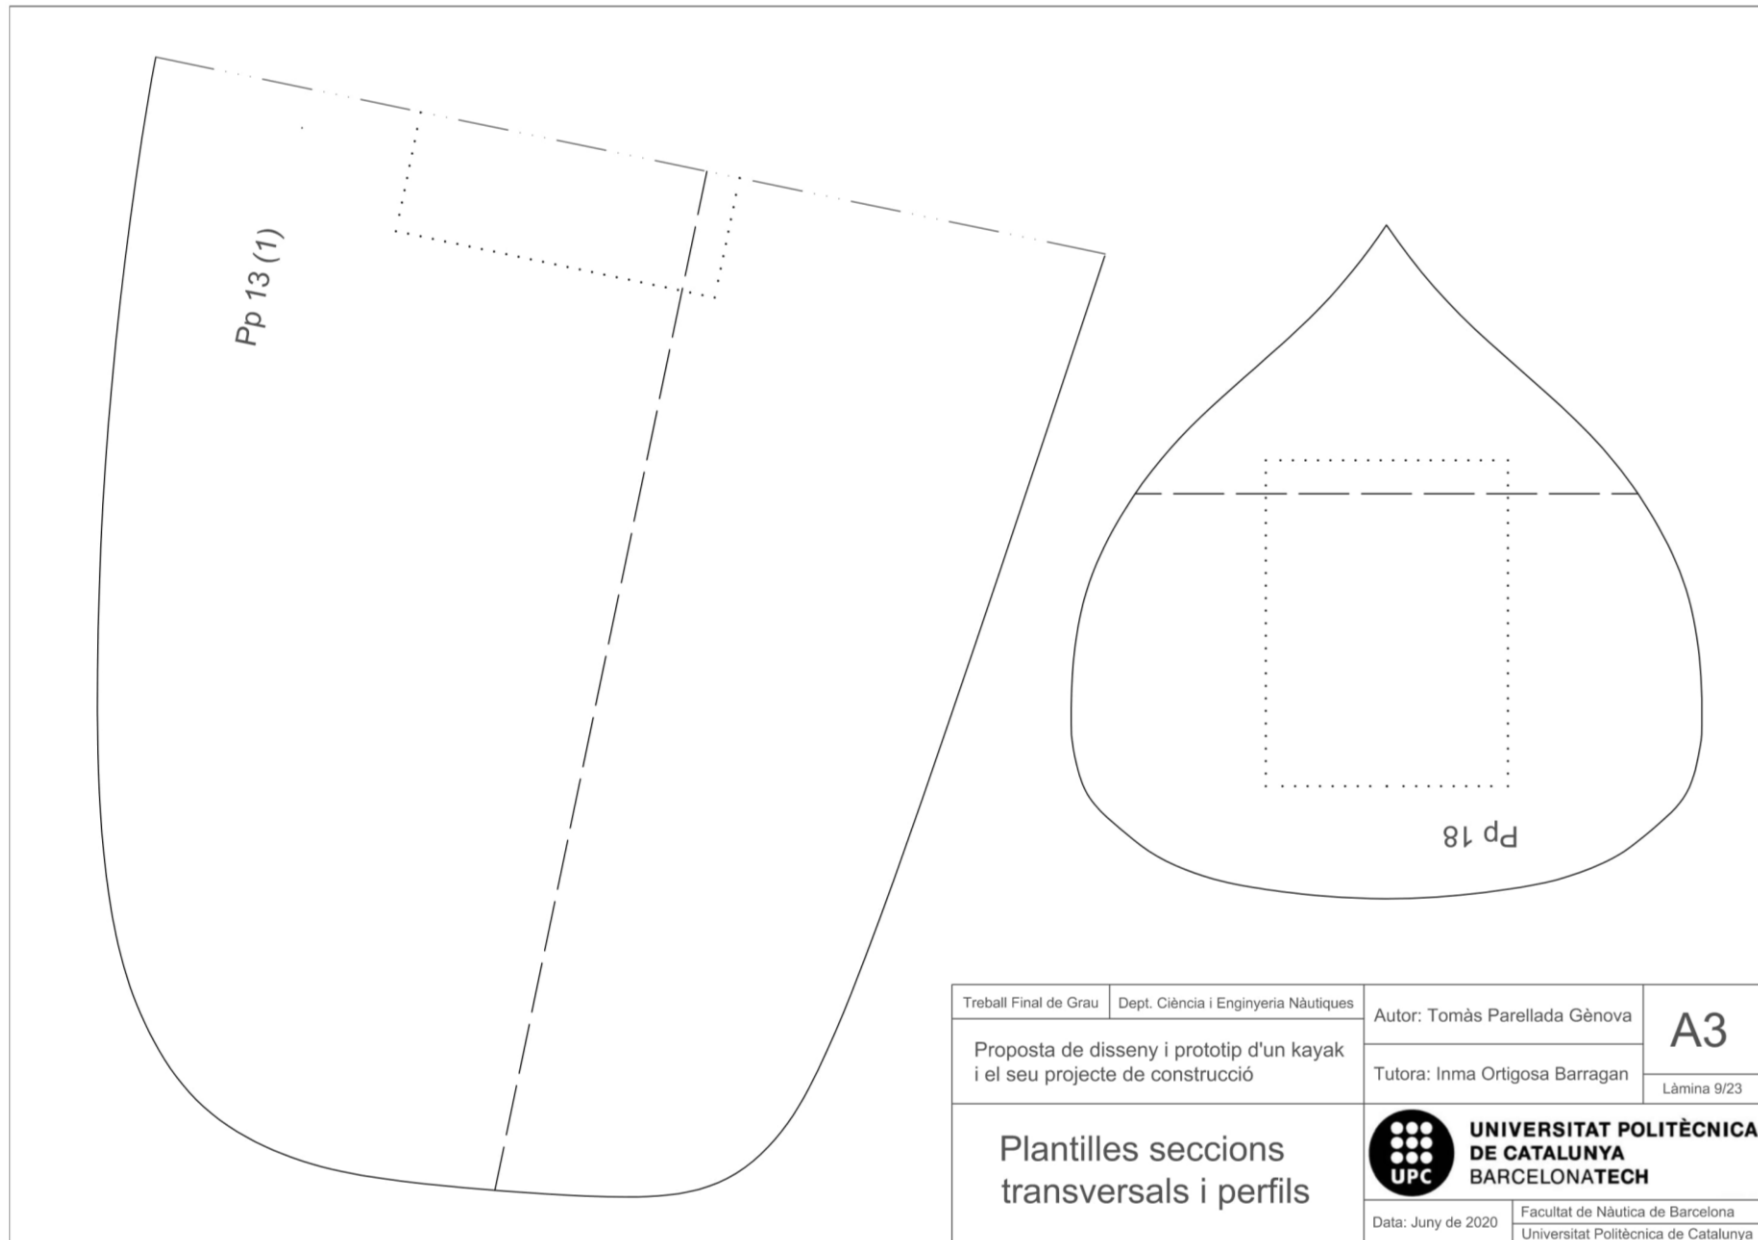 Pp 13 (1)
Pp 18
Treball Final de Grau
Dept. Ciència i Enginyeria Nàutiques
Proposta de disseny i prototip d'un kayak
i el seu projecte de construcció
Autor: Tomàs Parellada Gènova
Tutora: Inma Ortigosa Barragan
A3
Làmina 9/23
Plantilles seccions
transversals i perfils
UPC
UNIVERSITAT POLITÈCNICA
DE CATALUNYA
BARCELONATECH
Data: Juny de 2020
Facultat de Nàutica de Barcelona
Universitat Politècnica de Catalunya